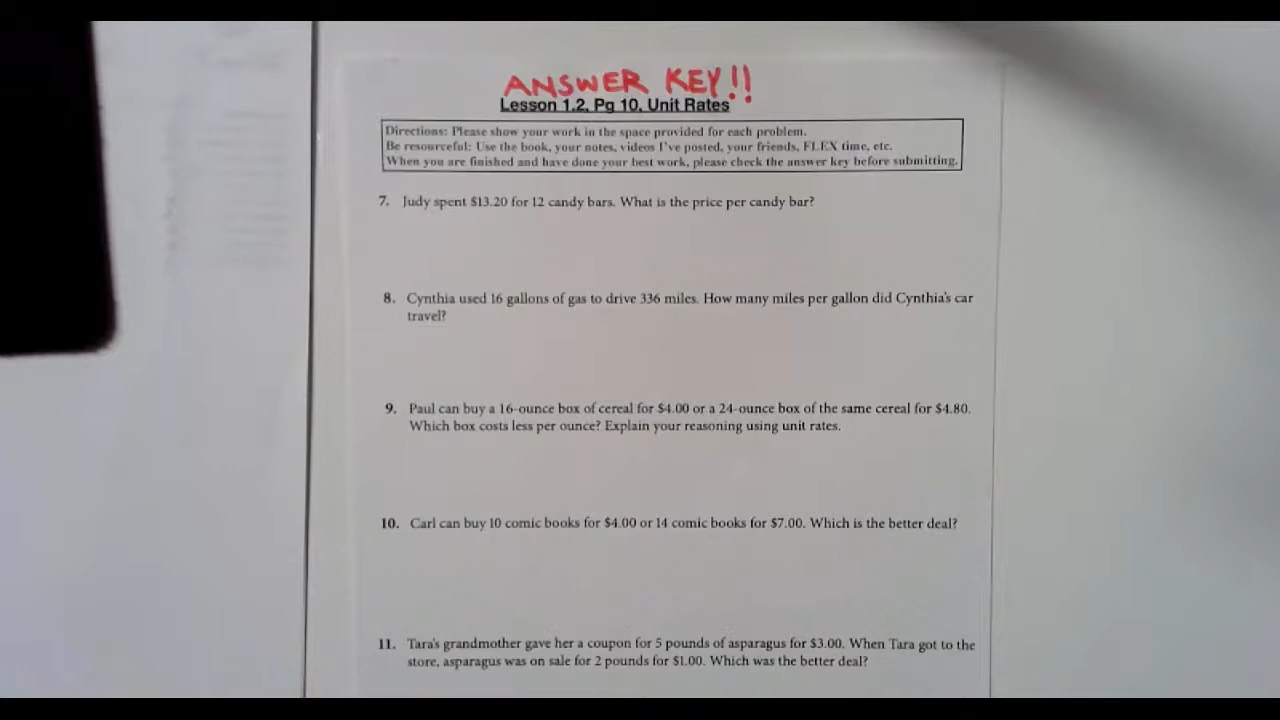 ANSWER KEY!!
Lesson 1.2, Pg 10, Unit Rates
Directions: Please show your work in the space provided for each problem.
Be resourceful: Use the book, your notes, videos I've posted, your friends, FLEX time, etc.
When you are finished and have done your best work, please check the answer key before submitting.
7. Judy spent $13.20 for 12 candy bars. What is the price per candy bar?
8. Cynthia used 16 gallons of gas to drive 336 miles. How many miles per gallon did Cynthia's car
travel?
9. Paul can buy a 16-ounce box of cereal for $4.00 or a 24-ounce box of the same cereal for $4.80.
Which box costs less per ounce? Explain your reasoning using unit rates.
10. Carl can buy 10 comic books for $4.00 or 14 comic books for $7.00. Which is the better deal?
11. Tara's grandmother gave her a coupon for 5 pounds of asparagus for $3.00. When Tara got to the
store, asparagus was on sale for 2 pounds for $1.00. Which was the better deal?